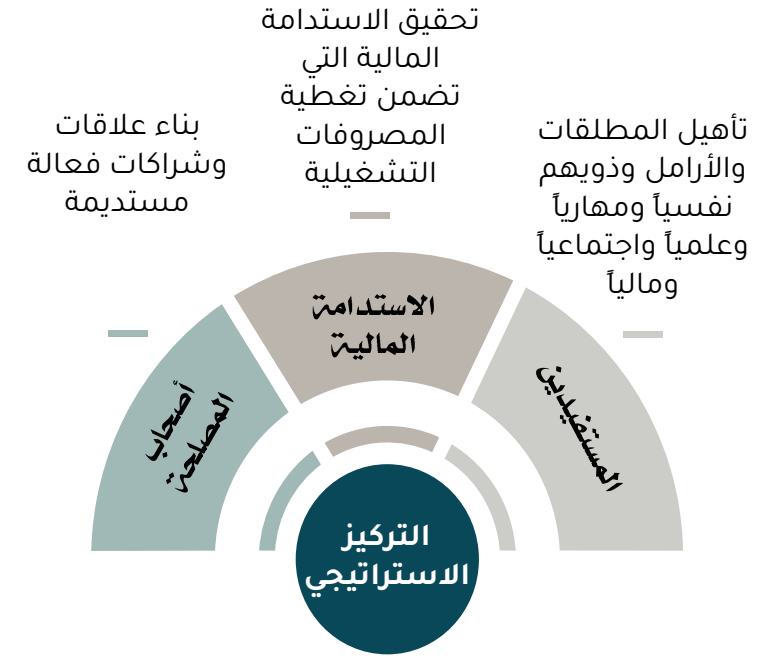 تأهيل المطلقات
والأرامل وذويهم
نفسياً ومهارياً
وعلمياً واجتماعياً
ومالياً
المستفيدين
تحقيق الاستدامة
المالية التي
تضمن تغطية
المصروفات
التشغيلية
الاستدامة
المالية
بناء علاقات
وشراكات فعالة
مستديمة
أصحاب
المصلحة
التركيز
الاستراتيجي